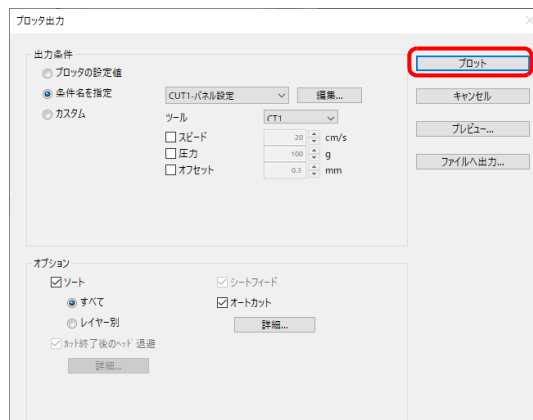 プロッタ出力
出力条件
プロッタの設定値
条件名を指定
CUT1-パネル設定
編集...
カスタム
ツール
CT1
スピード
20
cm/s
圧力
100
g
オフセット
0.3
mm
プロット
キャンセル
プレビュー...
ファイルへ出力...
オプション
ソート
シートフィード
すべて
オートカット
レイヤー別
詳細...
カット終了後のヘッド退避
詳細...